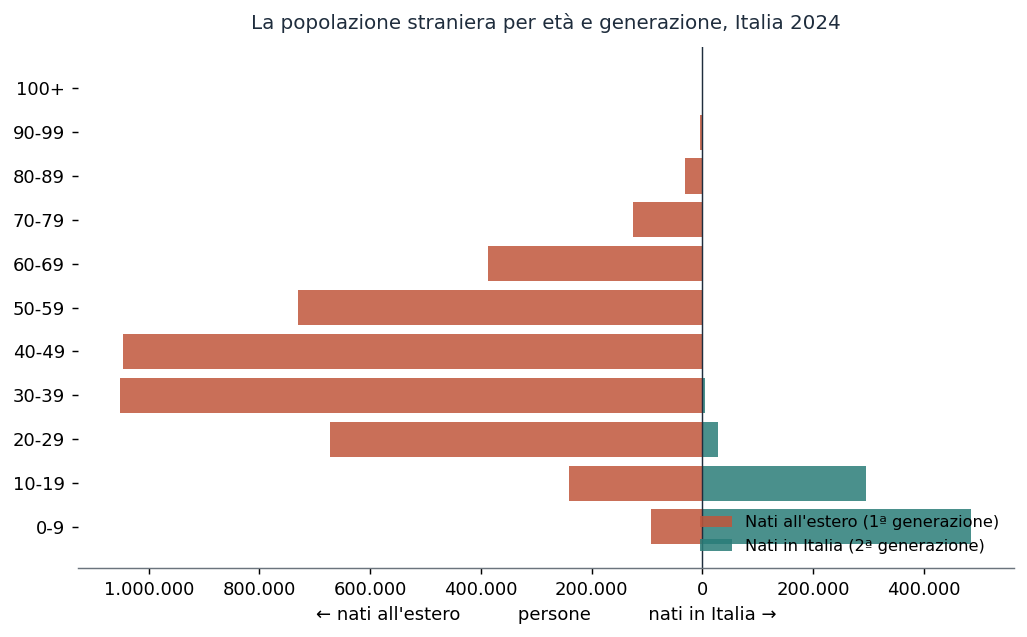 La popolazione straniera per età e generazione, Italia 2024
100+
90-99
80-89
70-79
60-69
50-59
40-49
30-39
20-29
10-19
0-9
Nati all'estero (1ª generazione)
Nati in Italia (2ª generazione)
1.000.000 800.000 600.000 400.000 200.000 0 200.000 400.000
← nati all'estero persone nati in Italia →